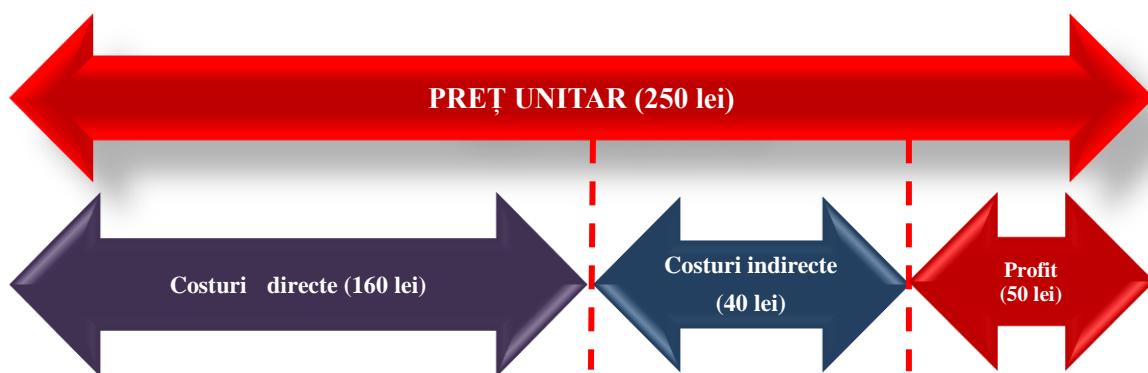 PREȚ UNITAR (250 lei)
Costuri directe (160 lei)
Costuri indirecte
(40 lei)
Profit
(50 lei)